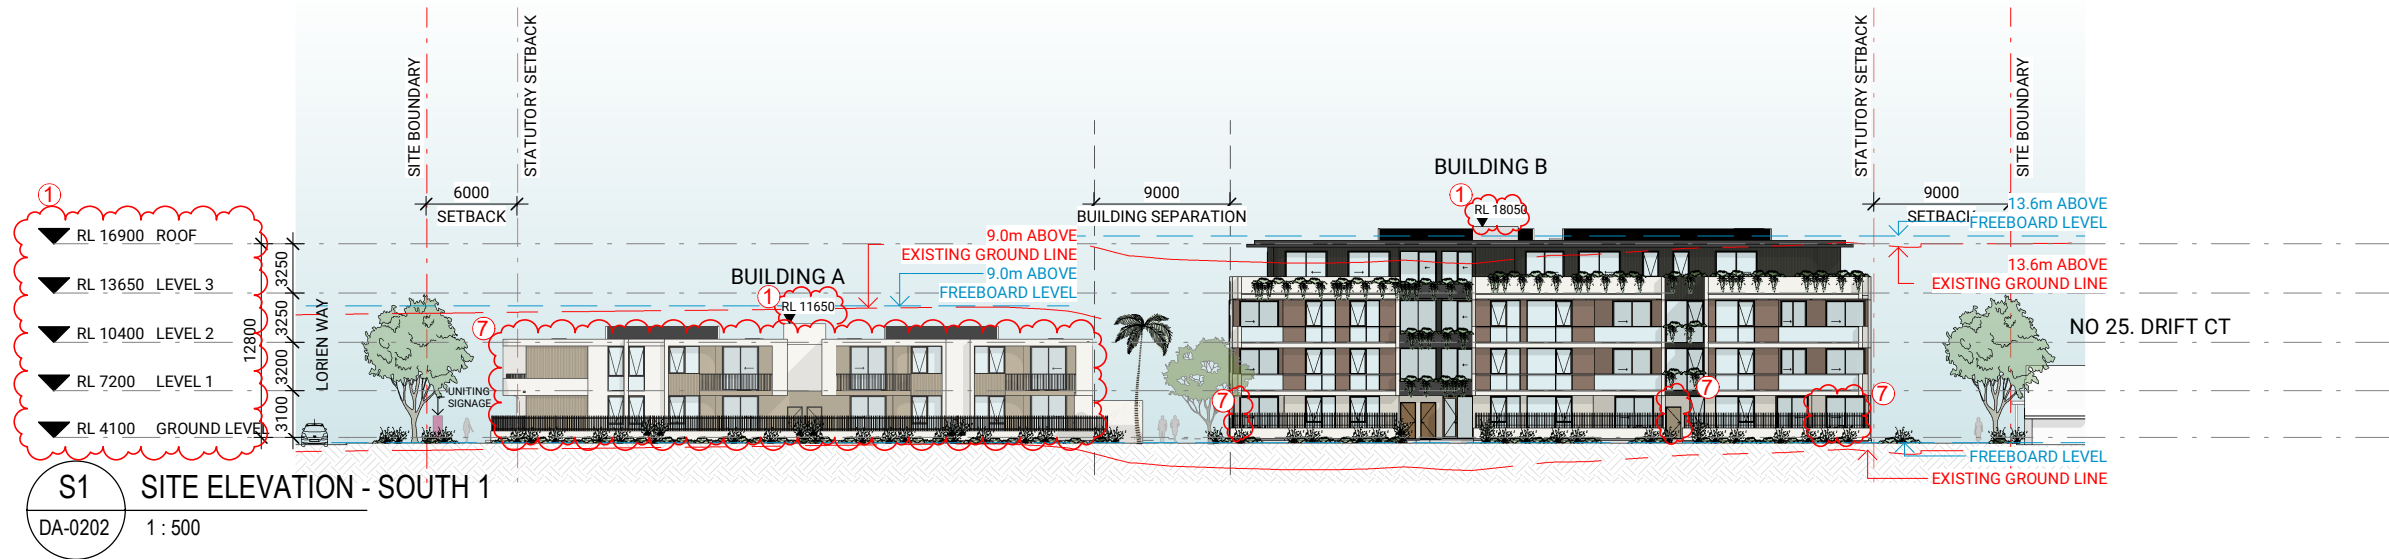 SITE BOUNDARY
STATUTORY SETBACK
STATUTORY SETBACK
SITE BOUNDARY
BUILDING B
1
6000
SETBACK
9000
BUILDING SEPARATION
1
RL 18050
9000
SETBACK
13.6m ABOVE
FREEBOARD LEVEL
RL 16900 ROOF
9.0m ABOVE
EXISTING GROUND LINE
13.6m ABOVE
EXISTING GROUND LINE
BUILDING A
9.0m ABOVE
FREEBOARD LEVEL
RL 13650 LEVEL 3
1
RL 11650
3250
3250
3200
3100
12800
LORIEN WAY
7
RL 10400 LEVEL 2
NO 25. DRIFT CT
RL 7200 LEVEL 1
UNITING
SIGNAGE
7
7
7
RL 4100 GROUND LEVEL
FREEBOARD LEVEL
EXISTING GROUND LINE
S1
SITE ELEVATION - SOUTH 1
DA-0202
1 : 500